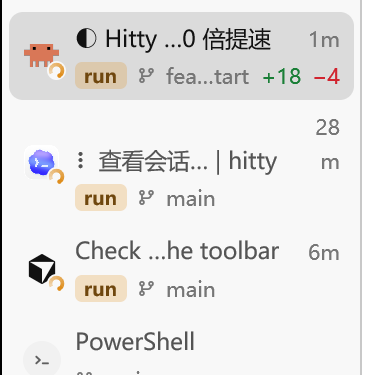 ◐ Hitty ...0 倍提速 1m
run fea...tart +18 −4
28
⠇ 查看会话... | hitty m
run main
Check ...he toolbar 6m
run main
PowerShell